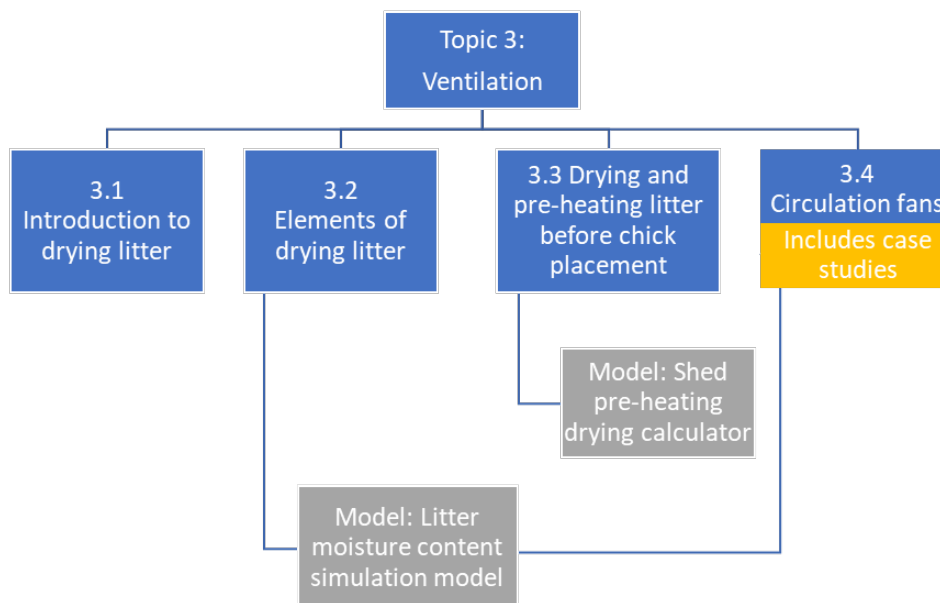 Topic 3:
Ventilation
3.1
Introduction to
drying litter
3.2
Elements of
drying litter
3.3 Drying and
pre-heating litter
before chick
placement
3.4
Circulation fans
Includes case
studies
Model: Shed
pre-heating
drying calculator
Model: Litter
moisture content
simulation model